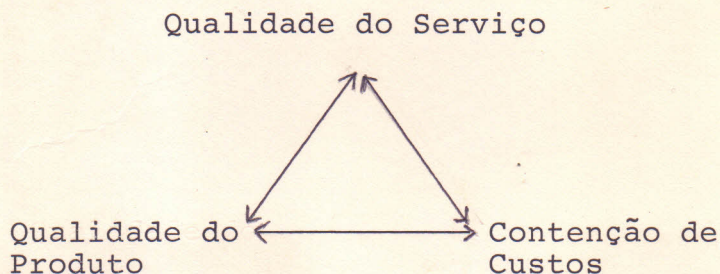 Qualidade do Serviço
Qualidade do
Produto
Contenção de
Custos